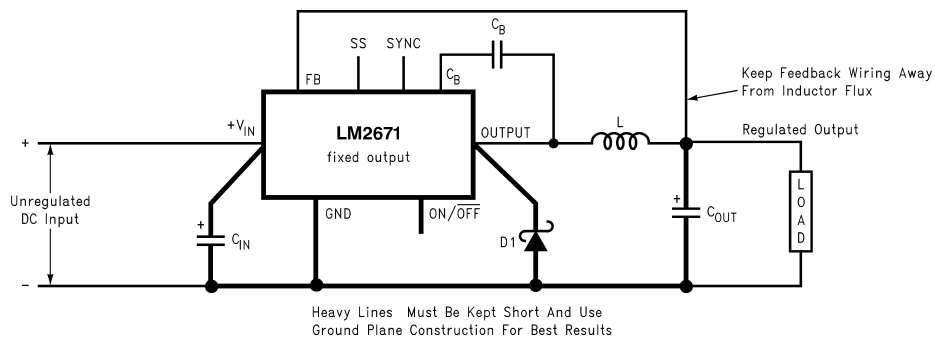 C_B
SS SYNC
FB
C_B
Keep Feedback Wiring Away
From Inductor Flux
+V_IN
LM2671
fixed output
OUTPUT
L
Regulated Output
+
Unregulated
DC Input
−
GND
ON/O̅F̅F̅
+
C_IN
D1
+
C_OUT
LOAD
Heavy Lines Must Be Kept Short And Use
Ground Plane Construction For Best Results